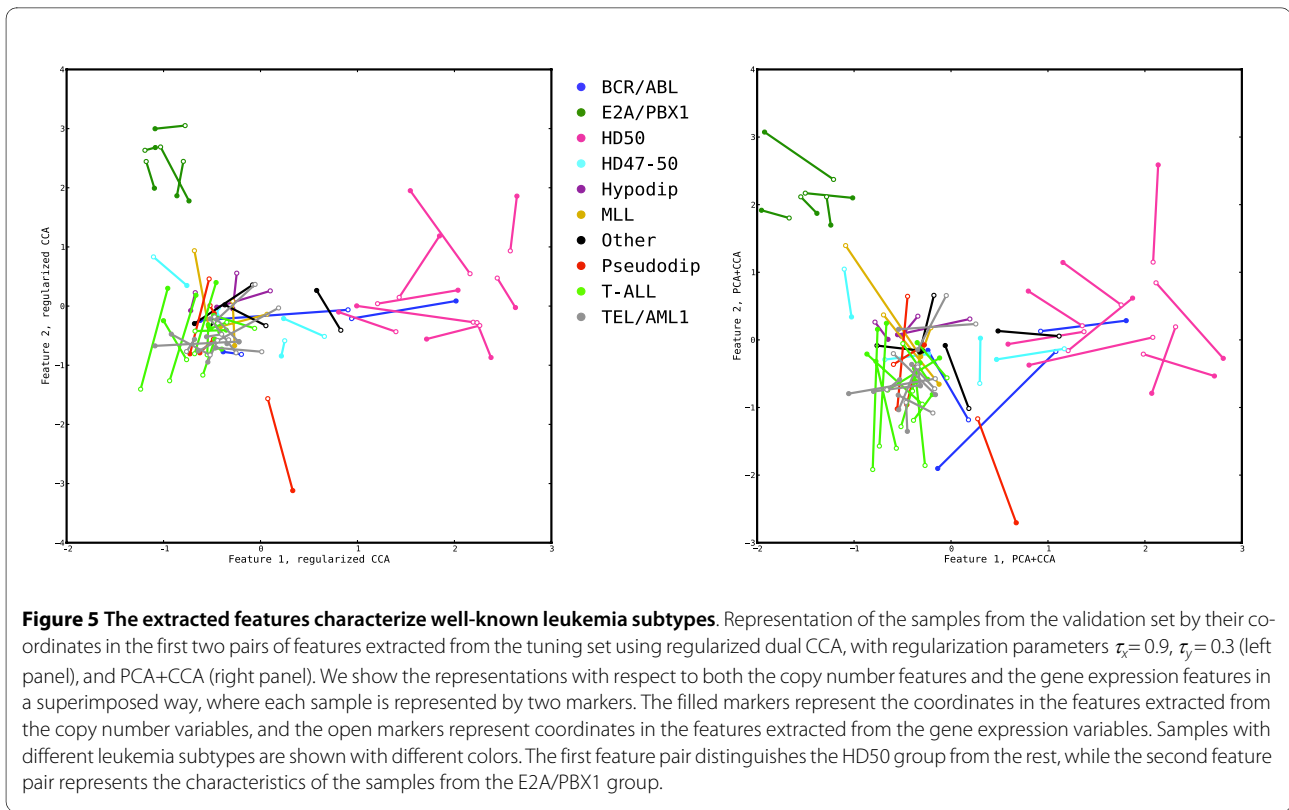 4
3
2
1
0
−1
−2
−3
−4
−2
−1
0
1
2
3
Feature 2, regularized CCA
Feature 1, regularized CCA
BCR/ABL
E2A/PBX1
HD50
HD47-50
Hypodip
MLL
Other
Pseudodip
T-ALL
TEL/AML1
4
3
2
1
0
−1
−2
−3
−2
−1
0
1
2
3
Feature 2, PCA+CCA
Feature 1, PCA+CCA
Figure 5 The extracted features characterize well-known leukemia subtypes. Representation of the samples from the validation set by their co-
ordinates in the first two pairs of features extracted from the tuning set using regularized dual CCA, with regularization parameters τx= 0.9, τy= 0.3 (left
panel), and PCA+CCA (right panel). We show the representations with respect to both the copy number features and the gene expression features in
a superimposed way, where each sample is represented by two markers. The filled markers represent the coordinates in the features extracted from
the copy number variables, and the open markers represent coordinates in the features extracted from the gene expression variables. Samples with
different leukemia subtypes are shown with different colors. The first feature pair distinguishes the HD50 group from the rest, while the second feature
pair represents the characteristics of the samples from the E2A/PBX1 group.